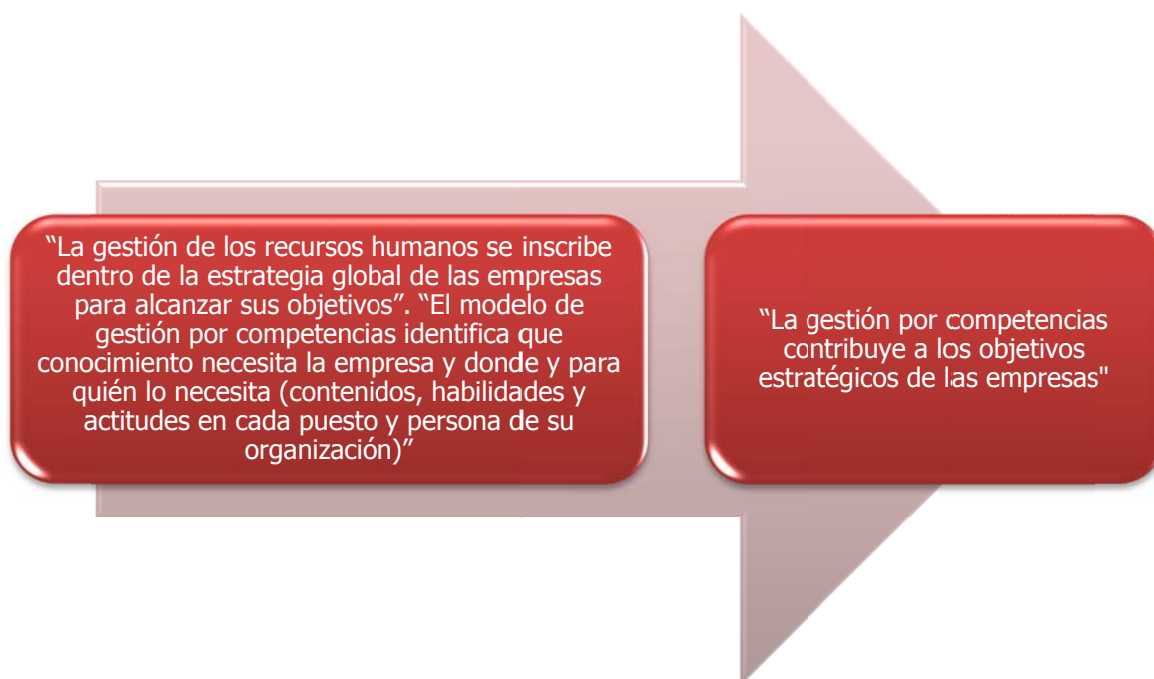 “La gestión de los recursos humanos se inscribe
dentro de la estrategia global de las empresas
para alcanzar sus objetivos”. “El modelo de
gestión por competencias identifica que
conocimiento necesita la empresa y donde y para
quién lo necesita (contenidos, habilidades y
actitudes en cada puesto y persona de su
organización)”
“La gestión por competencias
contribuye a los objetivos
estratégicos de las empresas"